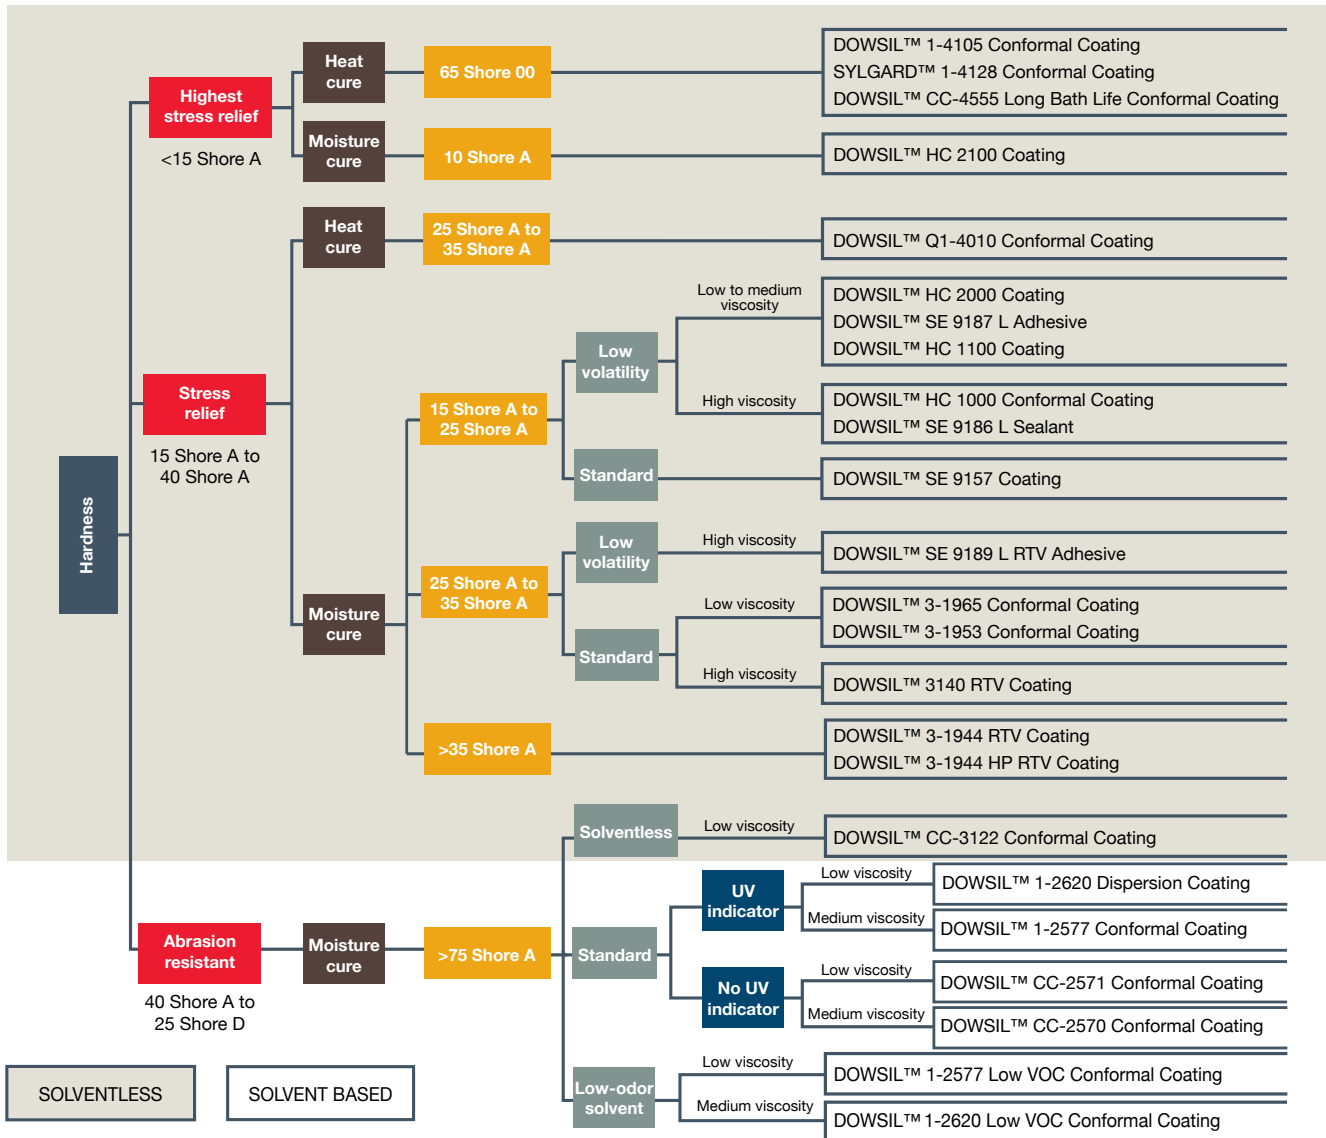 Hardness
Highest
stress relief
<15 Shore A
Heat
cure
65 Shore 00
DOWSIL™ 1-4105 Conformal Coating
SYLGARD™ 1-4128 Conformal Coating
DOWSIL™ CC-4555 Long Bath Life Conformal Coating
Moisture
cure
10 Shore A
DOWSIL™ HC 2100 Coating
Stress
relief
15 Shore A to
40 Shore A
Heat
cure
25 Shore A to
35 Shore A
DOWSIL™ Q1-4010 Conformal Coating
Moisture
cure
15 Shore A to
25 Shore A
Low
volatility
Low to medium
viscosity
DOWSIL™ HC 2000 Coating
DOWSIL™ SE 9187 L Adhesive
DOWSIL™ HC 1100 Coating
High viscosity
DOWSIL™ HC 1000 Conformal Coating
DOWSIL™ SE 9186 L Sealant
Standard
DOWSIL™ SE 9157 Coating
25 Shore A to
35 Shore A
Low
volatility
High viscosity
DOWSIL™ SE 9189 L RTV Adhesive
Standard
Low viscosity
DOWSIL™ 3-1965 Conformal Coating
DOWSIL™ 3-1953 Conformal Coating
High viscosity
DOWSIL™ 3140 RTV Coating
>35 Shore A
DOWSIL™ 3-1944 RTV Coating
DOWSIL™ 3-1944 HP RTV Coating
Abrasion
resistant
40 Shore A to
25 Shore D
Moisture
cure
>75 Shore A
Solventless
Low viscosity
DOWSIL™ CC-3122 Conformal Coating
Standard
UV
indicator
Low viscosity
DOWSIL™ 1-2620 Dispersion Coating
Medium viscosity
DOWSIL™ 1-2577 Conformal Coating
No UV
indicator
Low viscosity
DOWSIL™ CC-2571 Conformal Coating
Medium viscosity
DOWSIL™ CC-2570 Conformal Coating
Low-odor
solvent
Low viscosity
DOWSIL™ 1-2577 Low VOC Conformal Coating
Medium viscosity
DOWSIL™ 1-2620 Low VOC Conformal Coating
SOLVENTLESS
SOLVENT BASED